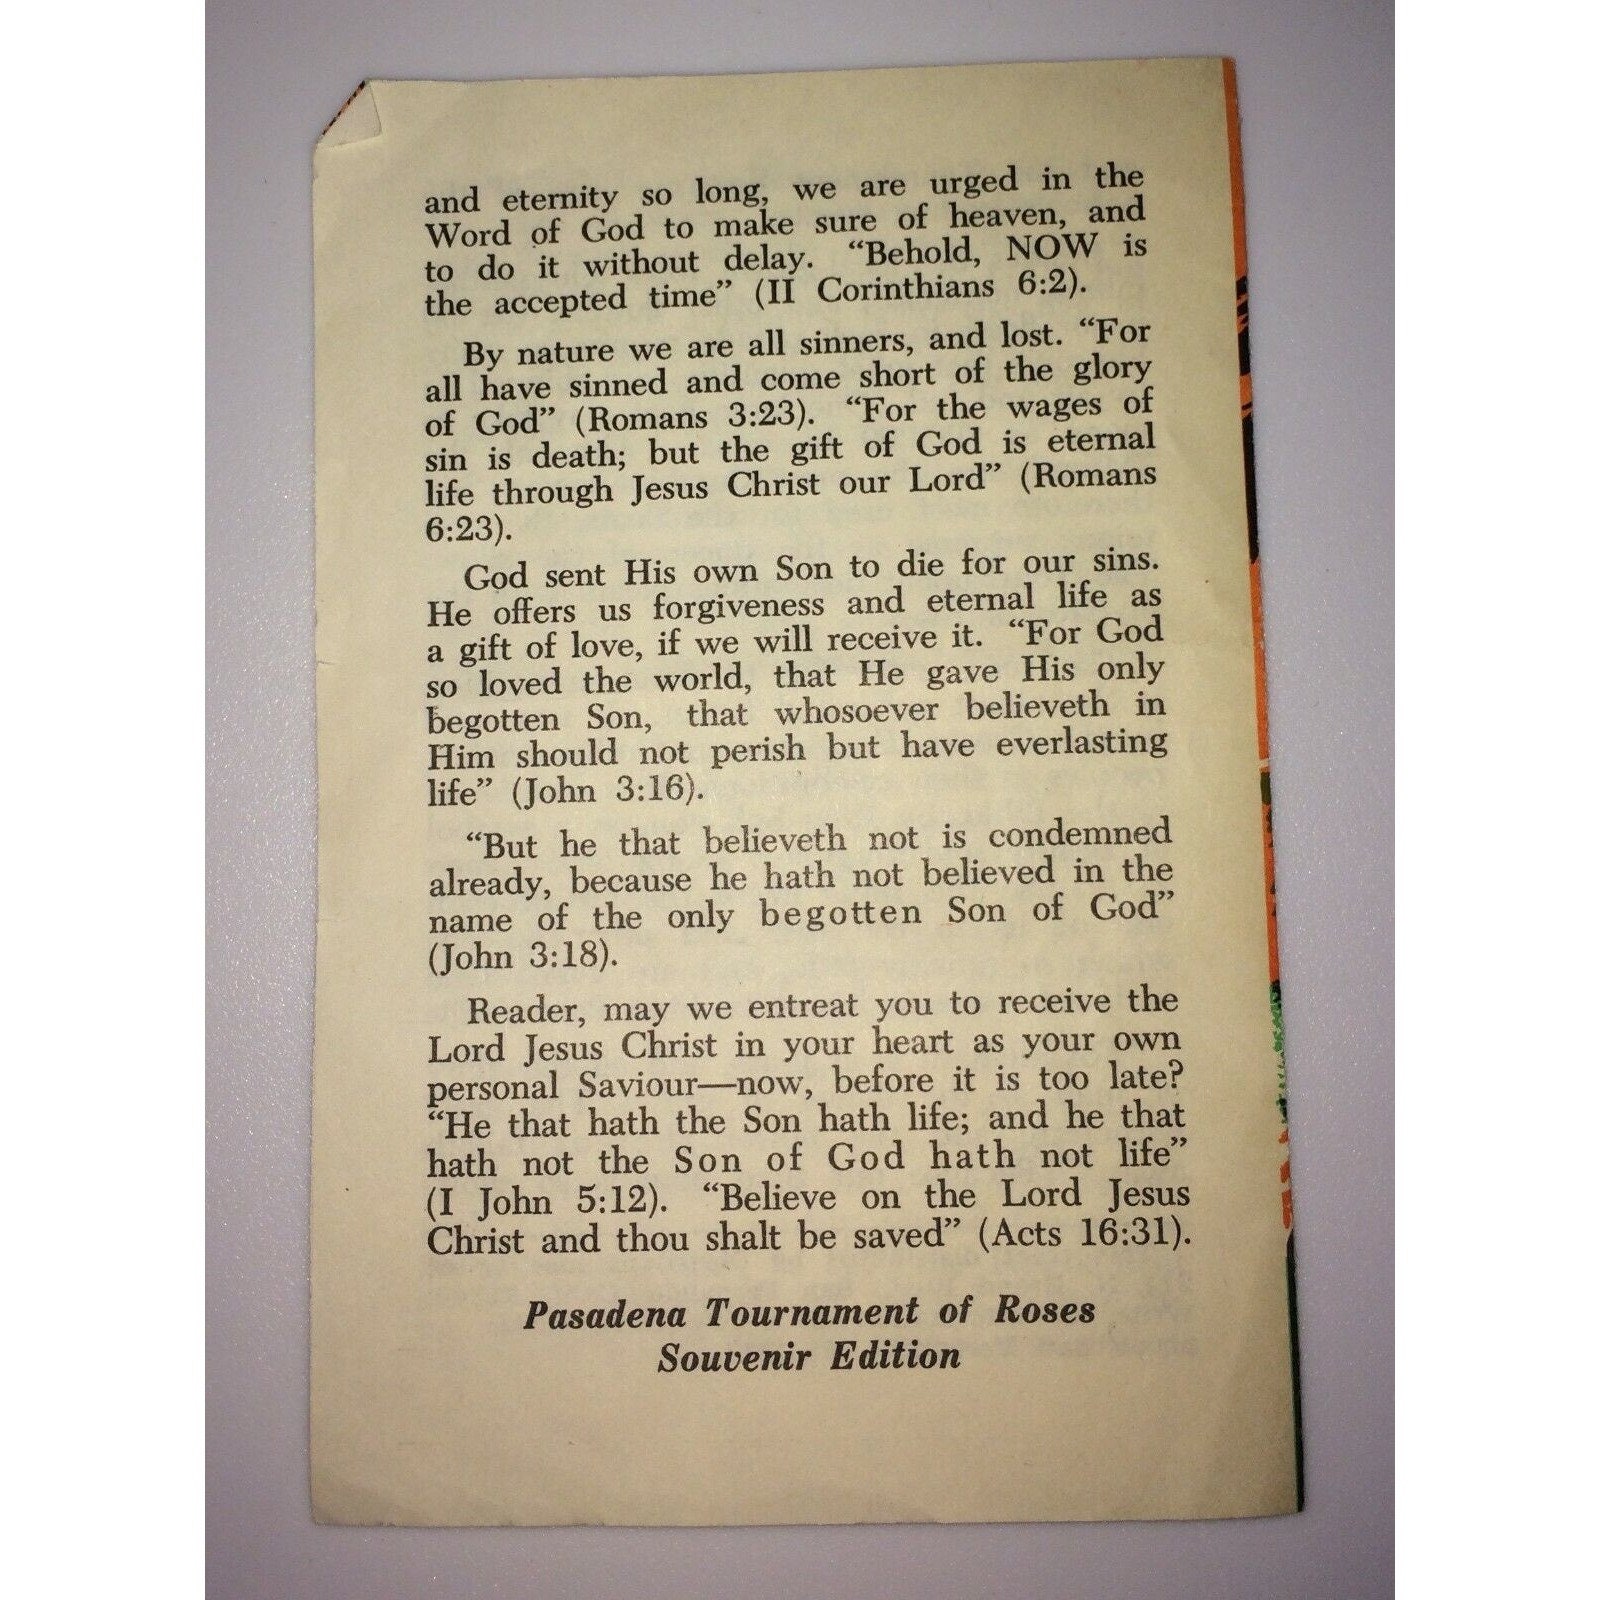 and eternity so long, we are urged in the
Word of God to make sure of heaven, and
to do it without delay. “Behold, NOW is
the accepted time” (II Corinthians 6:2).
By nature we are all sinners, and lost. “For
all have sinned and come short of the glory
of God” (Romans 3:23). “For the wages of
sin is death; but the gift of God is eternal
life through Jesus Christ our Lord” (Romans
6:23).
God sent His own Son to die for our sins.
He offers us forgiveness and eternal life as
a gift of love, if we will receive it. “For God
so loved the world, that He gave His only
begotten Son, that whosoever believeth in
Him should not perish but have everlasting
life” (John 3:16).
“But he that believeth not is condemned
already, because he hath not believed in the
name of the only begotten Son of God”
(John 3:18).
Reader, may we entreat you to receive the
Lord Jesus Christ in your heart as your own
personal Saviour—now, before it is too late?
“He that hath the Son hath life; and he that
hath not the Son of God hath not life”
(I John 5:12). “Believe on the Lord Jesus
Christ and thou shalt be saved” (Acts 16:31).
Pasadena Tournament of Roses
Souvenir Edition